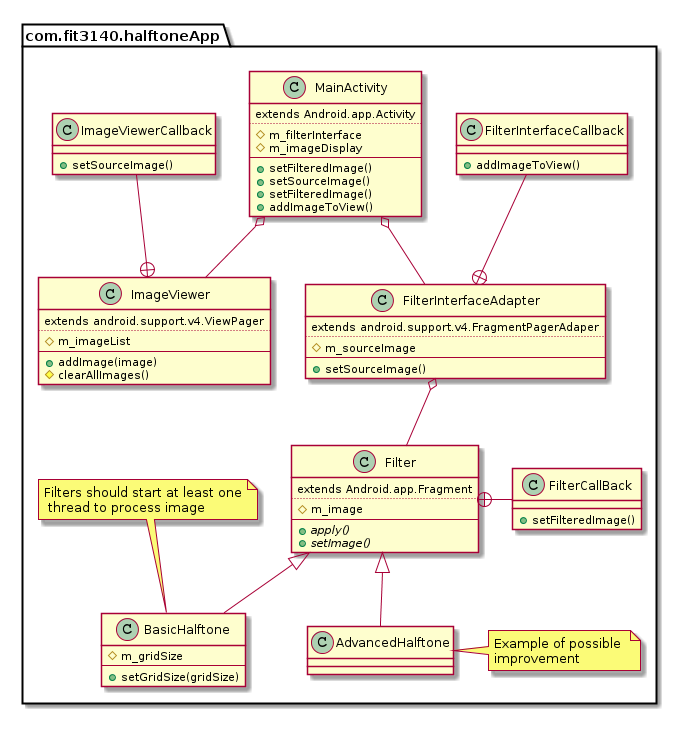 com.fit3140.halftoneApp
C MainActivity
extends Android.app.Activity
m_filterInterface
m_imageDisplay
setFilteredImage()
setSourceImage()
setFilteredImage()
addImageToView()
C ImageViewerCallback
setSourceImage()
C FilterInterfaceCallback
addImageToView()
C ImageViewer
extends android.support.v4.ViewPager
m_imageList
addImage(image)
clearAllImages()
C FilterInterfaceAdapter
extends android.support.v4.FragmentPagerAdaper
m_sourceImage
setSourceImage()
C Filter
extends Android.app.Fragment
m_image
apply()
setImage()
C FilterCallBack
setFilteredImage()
Filters should start at least one
thread to process image
C BasicHalftone
m_gridSize
setGridSize(gridSize)
C AdvancedHalftone
Example of possible
improvement